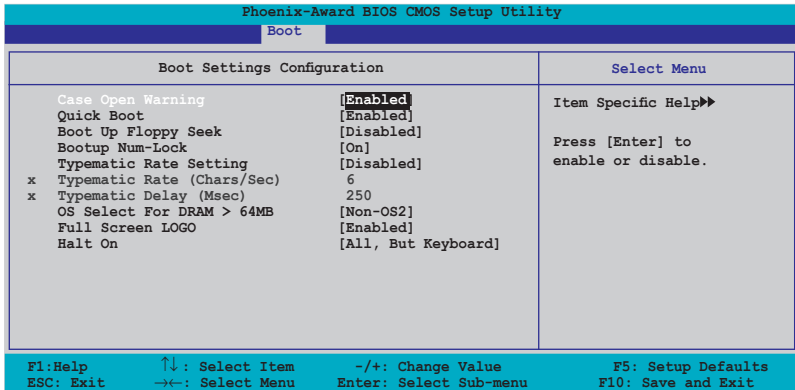 Phoenix-Award BIOS CMOS Setup Utility
Boot
Boot Settings Configuration
Select Menu
Case Open Warning [Enabled]
Quick Boot [Enabled]
Boot Up Floppy Seek [Disabled]
Bootup Num-Lock [On]
Typematic Rate Setting [Disabled]
x Typematic Rate (Chars/Sec) 6
x Typematic Delay (Msec) 250
OS Select For DRAM > 64MB [Non-OS2]
Full Screen LOGO [Enabled]
Halt On [All, But Keyboard]
Item Specific Help▶▶
Press [Enter] to
enable or disable.
F1:Help ↑↓: Select Item -/+: Change Value F5: Setup Defaults
ESC: Exit →←: Select Menu Enter: Select Sub-menu F10: Save and Exit